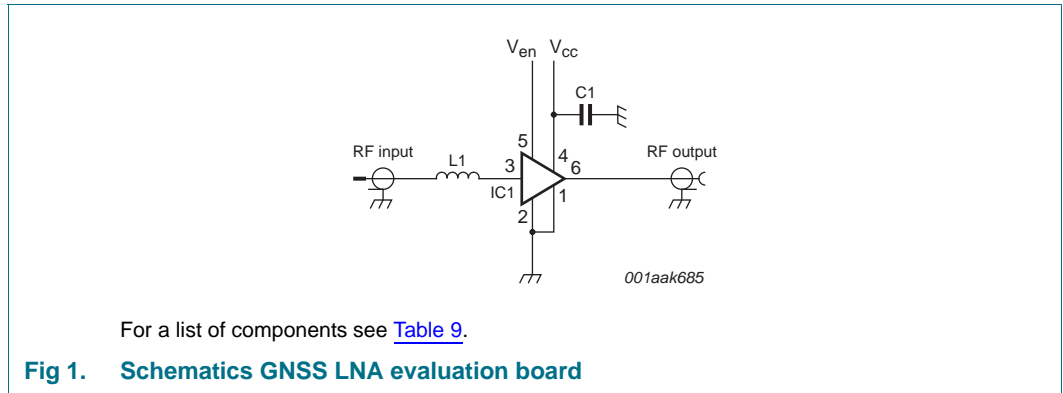 Ven Vcc
C1
5
4
RF input
L1
3
6
RF output
IC1
1
2
001aak685
For a list of components see Table 9.
Fig 1. Schematics GNSS LNA evaluation board